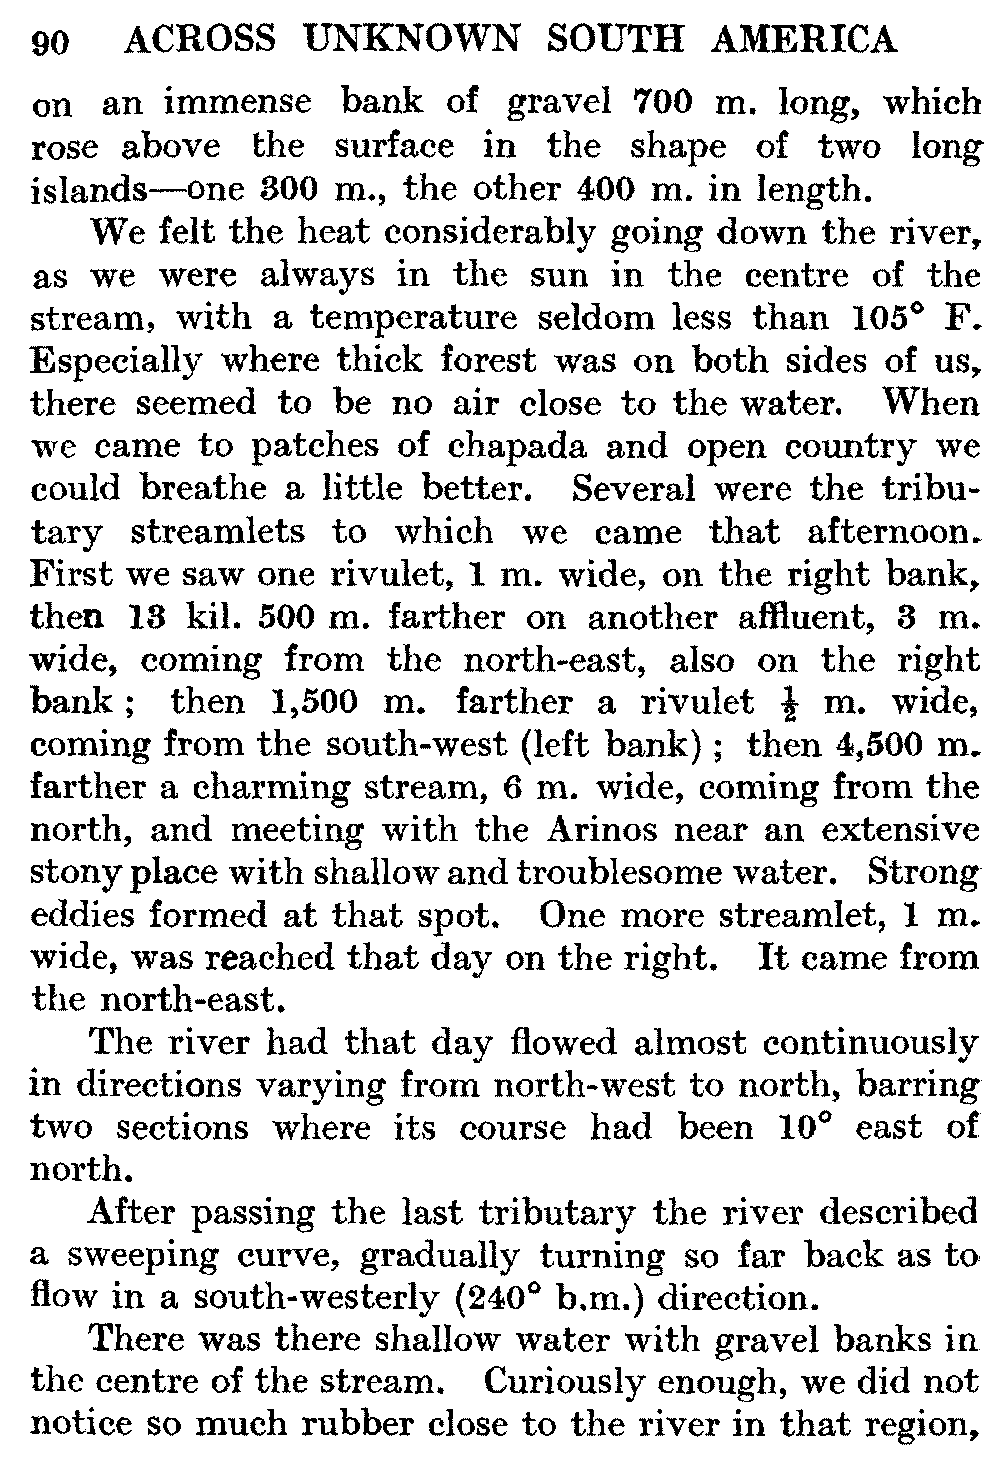 90 ACROSS UNKNOWN SOUTH AMERICA
on an immense bank of gravel 700 m. long, which
rose above the surface in the shape of two long
islands—one 300 m., the other 400 m. in length.
We felt the heat considerably going down the river,
as we were always in the sun in the centre of the
stream, with a temperature seldom less than 105° F.
Especially where thick forest was on both sides of us,
there seemed to be no air close to the water. When
we came to patches of chapada and open country we
could breathe a little better. Several were the tribu-
tary streamlets to which we came that afternoon.
First we saw one rivulet, 1 m. wide, on the right bank,
then 13 kil. 500 m. farther on another affluent, 3 m.
wide, coming from the north-east, also on the right
bank ; then 1,500 m. farther a rivulet ½ m. wide,
coming from the south-west (left bank) ; then 4,500 m.
farther a charming stream, 6 m. wide, coming from the
north, and meeting with the Arinos near an extensive
stony place with shallow and troublesome water. Strong
eddies formed at that spot. One more streamlet, 1 m.
wide, was reached that day on the right. It came from
the north-east.
The river had that day flowed almost continuously
in directions varying from north-west to north, barring
two sections where its course had been 10° east of
north.
After passing the last tributary the river described
a sweeping curve, gradually turning so far back as to
flow in a south-westerly (240° b.m.) direction.
There was there shallow water with gravel banks in
the centre of the stream. Curiously enough, we did not
notice so much rubber close to the river in that region,